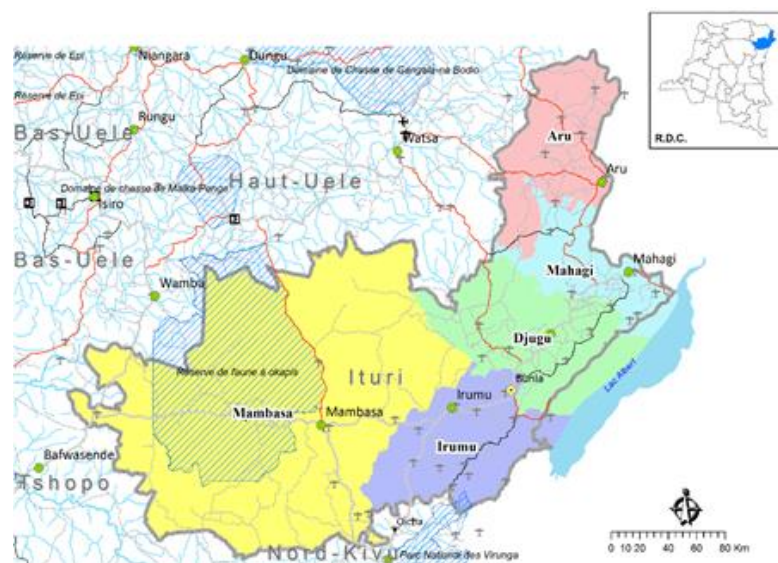 R.D.C.
Réserve de Epi
Niangara
Dungu
Domaine de Chasse de Gangala-na Bodio
Réserve de Epi
Rungu
Bas-Uele
Watsa
Aru
Aru
Haut-Uele
Domaine de chasse de Maika-Penge
Isiro
Bas-Uele
Mahagi
Mahagi
Wamba
Djugu
Réserve de faune à okapis
Ituri
Bunia
Lac Albert
Mambasa
Mambasa
Irumu
Irumu
Bafwasende
Tshopo
Oicha
Nord-Kivu
Parc National des Virunga
0 10 20 40 60 80 Km